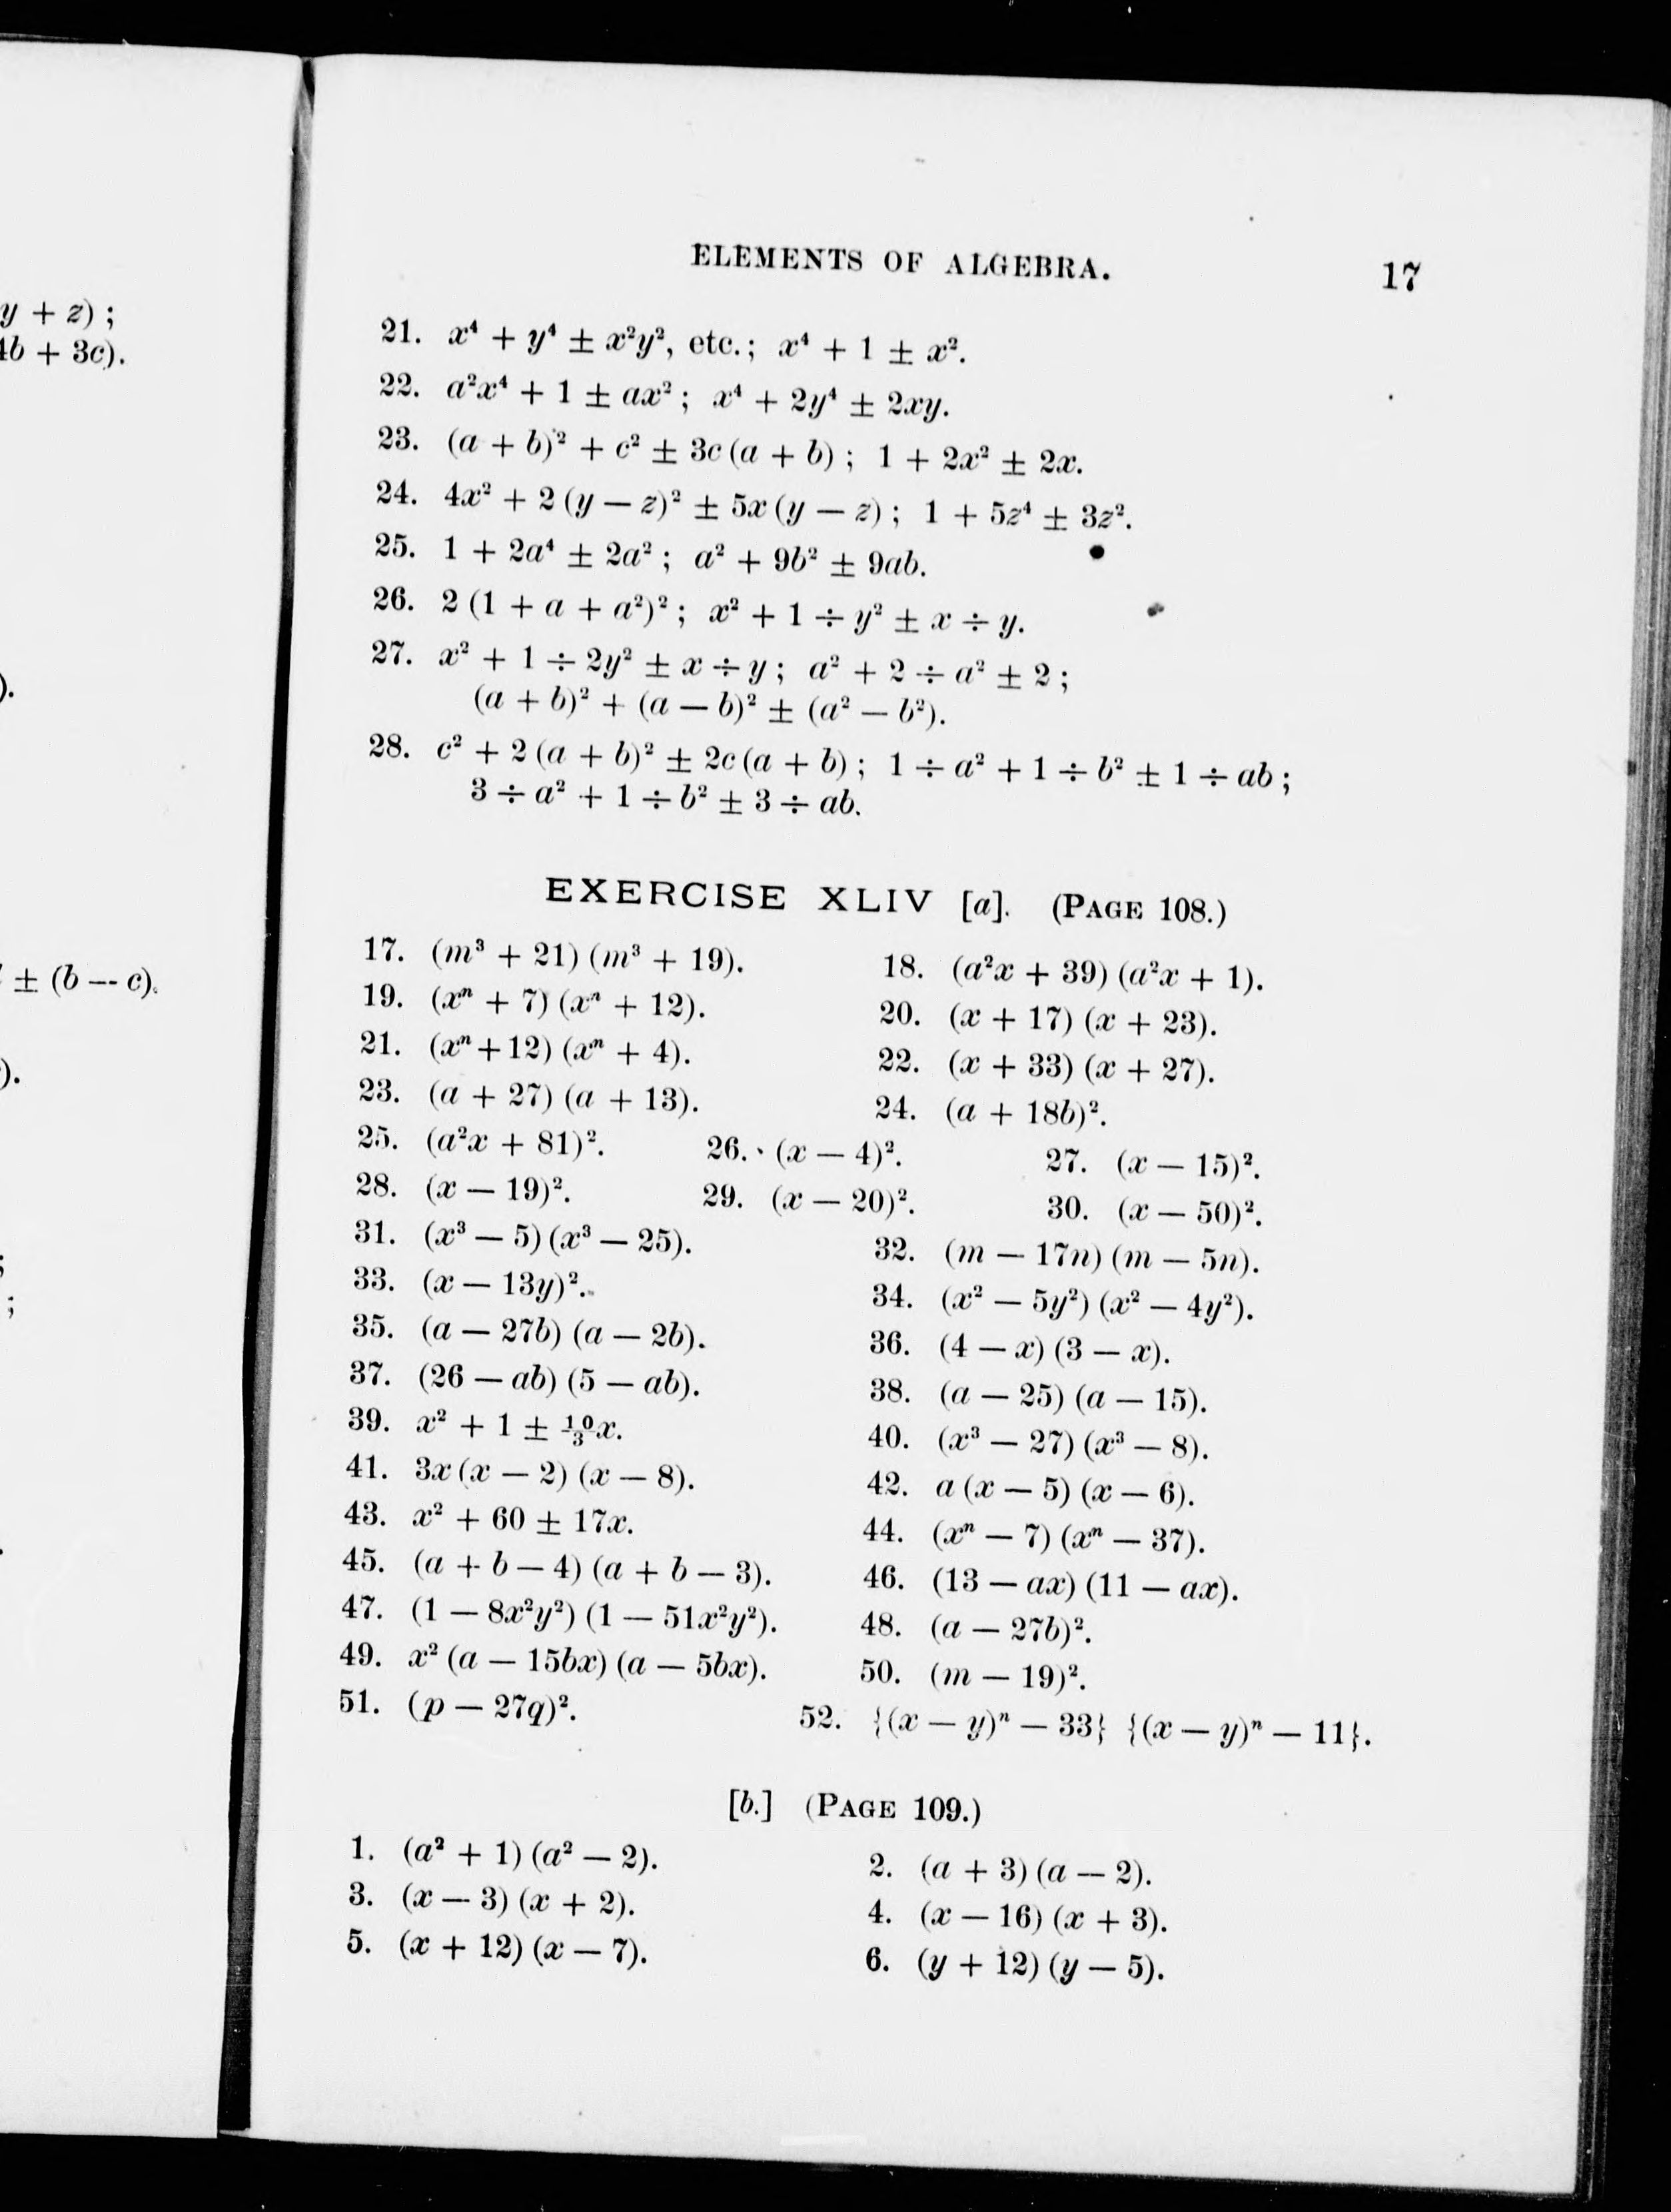 y + z) ;
4b + 3c).
).
± (b -- c).
).
;
;
ELEMENTS OF ALGEBRA. 17
21. x⁴ + y⁴ ± x²y², etc.; x⁴ + 1 ± x².
22. a²x⁴ + 1 ± ax² ; x⁴ + 2y⁴ ± 2xy.
23. (a + b)² + c² ± 3c (a + b) ; 1 + 2x² ± 2x.
24. 4x² + 2 (y — z)² ± 5x (y — z) ; 1 + 5z⁴ ± 3z².
25. 1 + 2a⁴ ± 2a² ; a² + 9b² ± 9ab.
26. 2 (1 + a + a²)² ; x² + 1 ÷ y² ± x ÷ y.
27. x² + 1 ÷ 2y² ± x ÷ y ; a² + 2 ÷ a² ± 2 ;
(a + b)² + (a — b)² ± (a² — b²).
28. c² + 2 (a + b)² ± 2c (a + b) ; 1 ÷ a² + 1 ÷ b² ± 1 ÷ ab ;
3 ÷ a² + 1 ÷ b² ± 3 ÷ ab.
EXERCISE XLIV [a]. (PAGE 108.)
17. (m³ + 21) (m³ + 19). 18. (a²x + 39) (a²x + 1).
19. (xⁿ + 7) (xⁿ + 12). 20. (x + 17) (x + 23).
21. (xⁿ + 12) (xⁿ + 4). 22. (x + 33) (x + 27).
23. (a + 27) (a + 13). 24. (a + 18b)².
25. (a²x + 81)². 26. (x — 4)². 27. (x — 15)².
28. (x — 19)². 29. (x — 20)². 30. (x — 50)².
31. (x³ — 5) (x³ — 25). 32. (m — 17n) (m — 5n).
33. (x — 13y)². 34. (x² — 5y²) (x² — 4y²).
35. (a — 27b) (a — 2b). 36. (4 — x) (3 — x).
37. (26 — ab) (5 — ab). 38. (a — 25) (a — 15).
39. x² + 1 ± 10/3 x. 40. (x³ — 27) (x³ — 8).
41. 3x (x — 2) (x — 8). 42. a (x — 5) (x — 6).
43. x² + 60 ± 17x. 44. (xⁿ — 7) (xⁿ — 37).
45. (a + b — 4) (a + b — 3). 46. (13 — ax) (11 — ax).
47. (1 — 8x²y²) (1 — 51x²y²). 48. (a — 27b)².
49. x² (a — 15bx) (a — 5bx). 50. (m — 19)².
51. (p — 27q)². 52. {(x — y)ⁿ — 33} {(x — y)ⁿ — 11}.
[b.] (PAGE 109.)
1. (a² + 1) (a² — 2). 2. (a + 3) (a — 2).
3. (x — 3) (x + 2). 4. (x — 16) (x + 3).
5. (x + 12) (x — 7). 6. (y + 12) (y — 5).